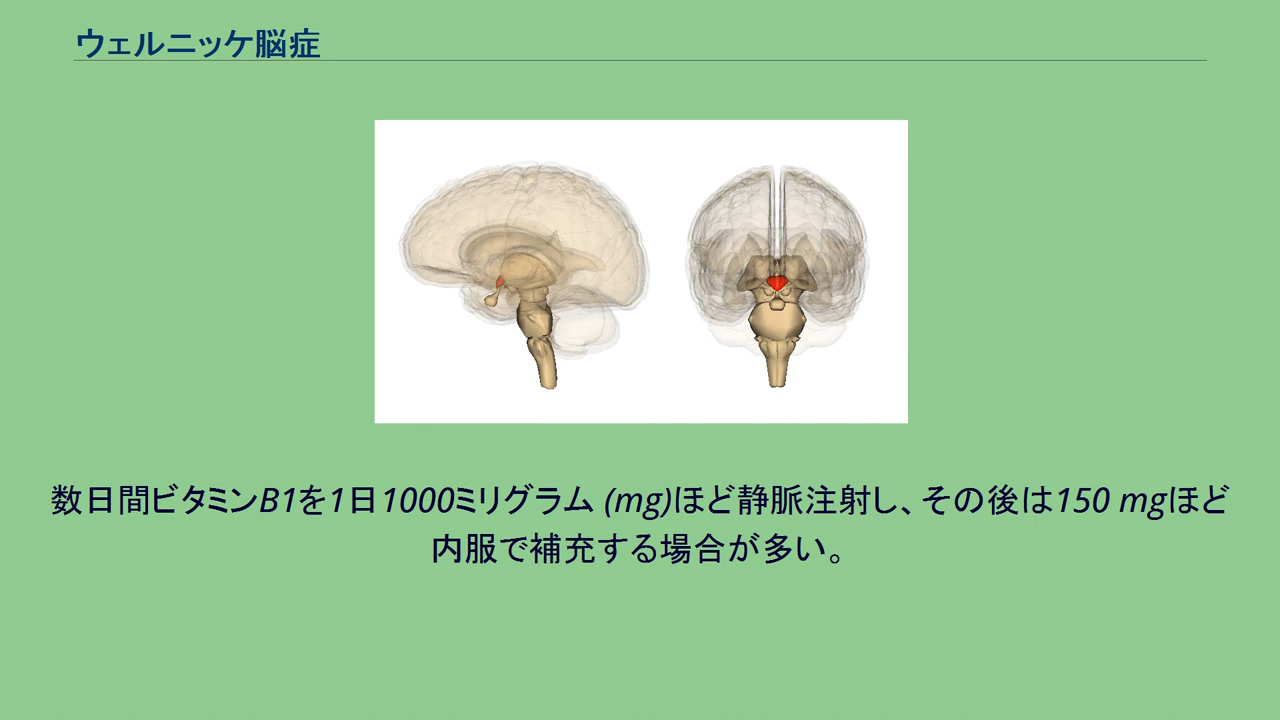 ウェルニッケ脳症
数日間ビタミンB1を1日1000ミリグラム (mg)ほど静脈注射し、その後は150 mgほど
内服で補充する場合が多い。